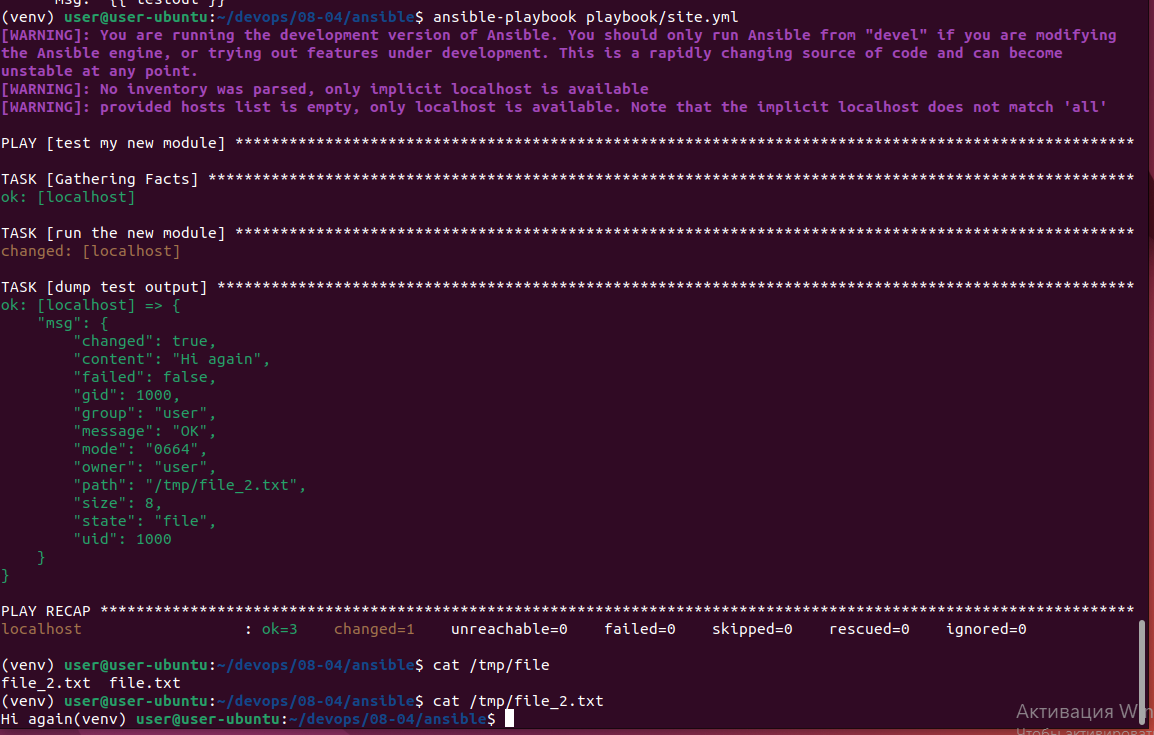 msg: '{{ testout }}'
(venv) user@user-ubuntu:~/devops/08-04/ansible$ ansible-playbook playbook/site.yml
[WARNING]: You are running the development version of Ansible. You should only run Ansible from "devel" if you are modifying
the Ansible engine, or trying out features under development. This is a rapidly changing source of code and can become
unstable at any point.
[WARNING]: No inventory was parsed, only implicit localhost is available
[WARNING]: provided hosts list is empty, only localhost is available. Note that the implicit localhost does not match 'all'
PLAY [test my new module] ****************************************************************************************************
TASK [Gathering Facts] *******************************************************************************************************
ok: [localhost]
TASK [run the new module] ****************************************************************************************************
changed: [localhost]
TASK [dump test output] ******************************************************************************************************
ok: [localhost] => {
    "msg": {
        "changed": true,
        "content": "Hi again",
        "failed": false,
        "gid": 1000,
        "group": "user",
        "message": "OK",
        "mode": "0664",
        "owner": "user",
        "path": "/tmp/file_2.txt",
        "size": 8,
        "state": "file",
        "uid": 1000
    }
}
PLAY RECAP *******************************************************************************************************************
localhost                  : ok=3    changed=1    unreachable=0    failed=0    skipped=0    rescued=0    ignored=0
(venv) user@user-ubuntu:~/devops/08-04/ansible$ cat /tmp/file
file_2.txt  file.txt
(venv) user@user-ubuntu:~/devops/08-04/ansible$ cat /tmp/file_2.txt
Hi again(venv) user@user-ubuntu:~/devops/08-04/ansible$
Активация Win
Чтобы активироват